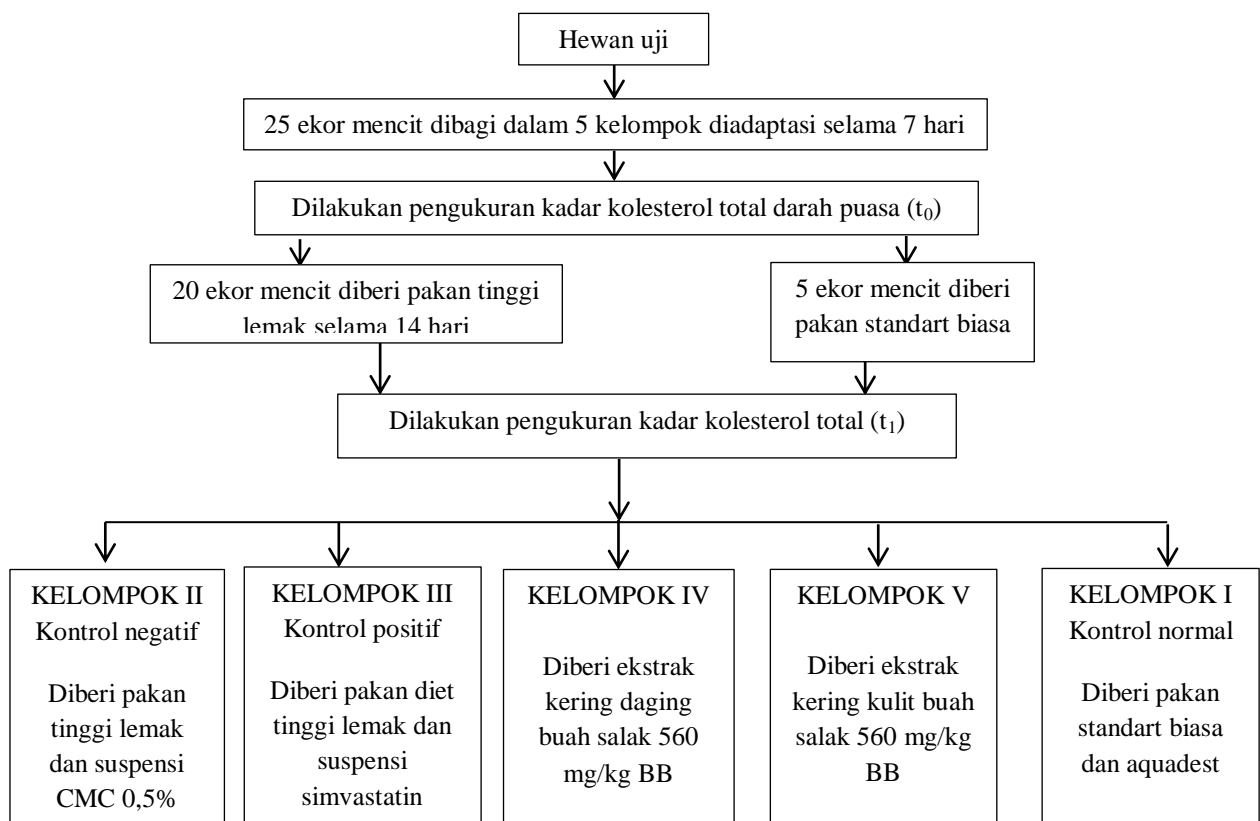 Hewan uji
25 ekor mencit dibagi dalam 5 kelompok diadaptasi selama 7 hari
Dilakukan pengukuran kadar kolesterol total darah puasa (t₀)
20 ekor mencit diberi pakan tinggi
lemak selama 14 hari
5 ekor mencit diberi
pakan standart biasa
Dilakukan pengukuran kadar kolesterol total (t₁)
KELOMPOK II
Kontrol negatif
Diberi pakan
tinggi lemak
dan suspensi
CMC 0,5%
KELOMPOK III
Kontrol positif
Diberi pakan diet
tinggi lemak dan
suspensi
simvastatin
KELOMPOK IV
Diberi ekstrak
kering daging
buah salak 560
mg/kg BB
KELOMPOK V
Diberi ekstrak
kering kulit buah
salak 560 mg/kg
BB
KELOMPOK I
Kontrol normal
Diberi pakan
standart biasa
dan aquadest